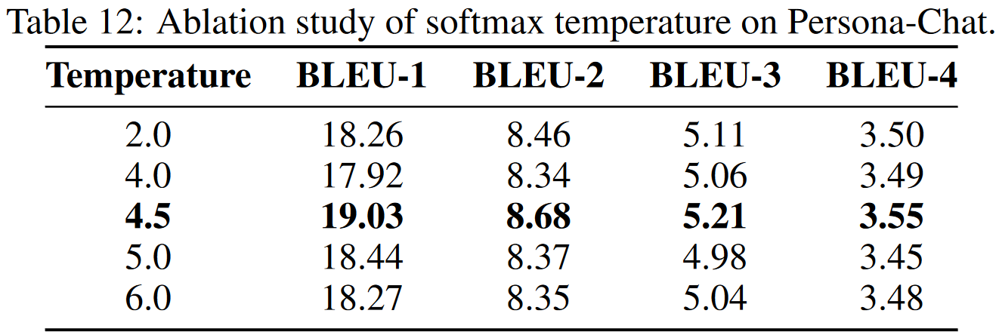 Table 12: Ablation study of softmax temperature on Persona-Chat.
Temperature BLEU-1 BLEU-2 BLEU-3 BLEU-4
2.0 18.26 8.46 5.11 3.50
4.0 17.92 8.34 5.06 3.49
4.5 19.03 8.68 5.21 3.55
5.0 18.44 8.37 4.98 3.45
6.0 18.27 8.35 5.04 3.48